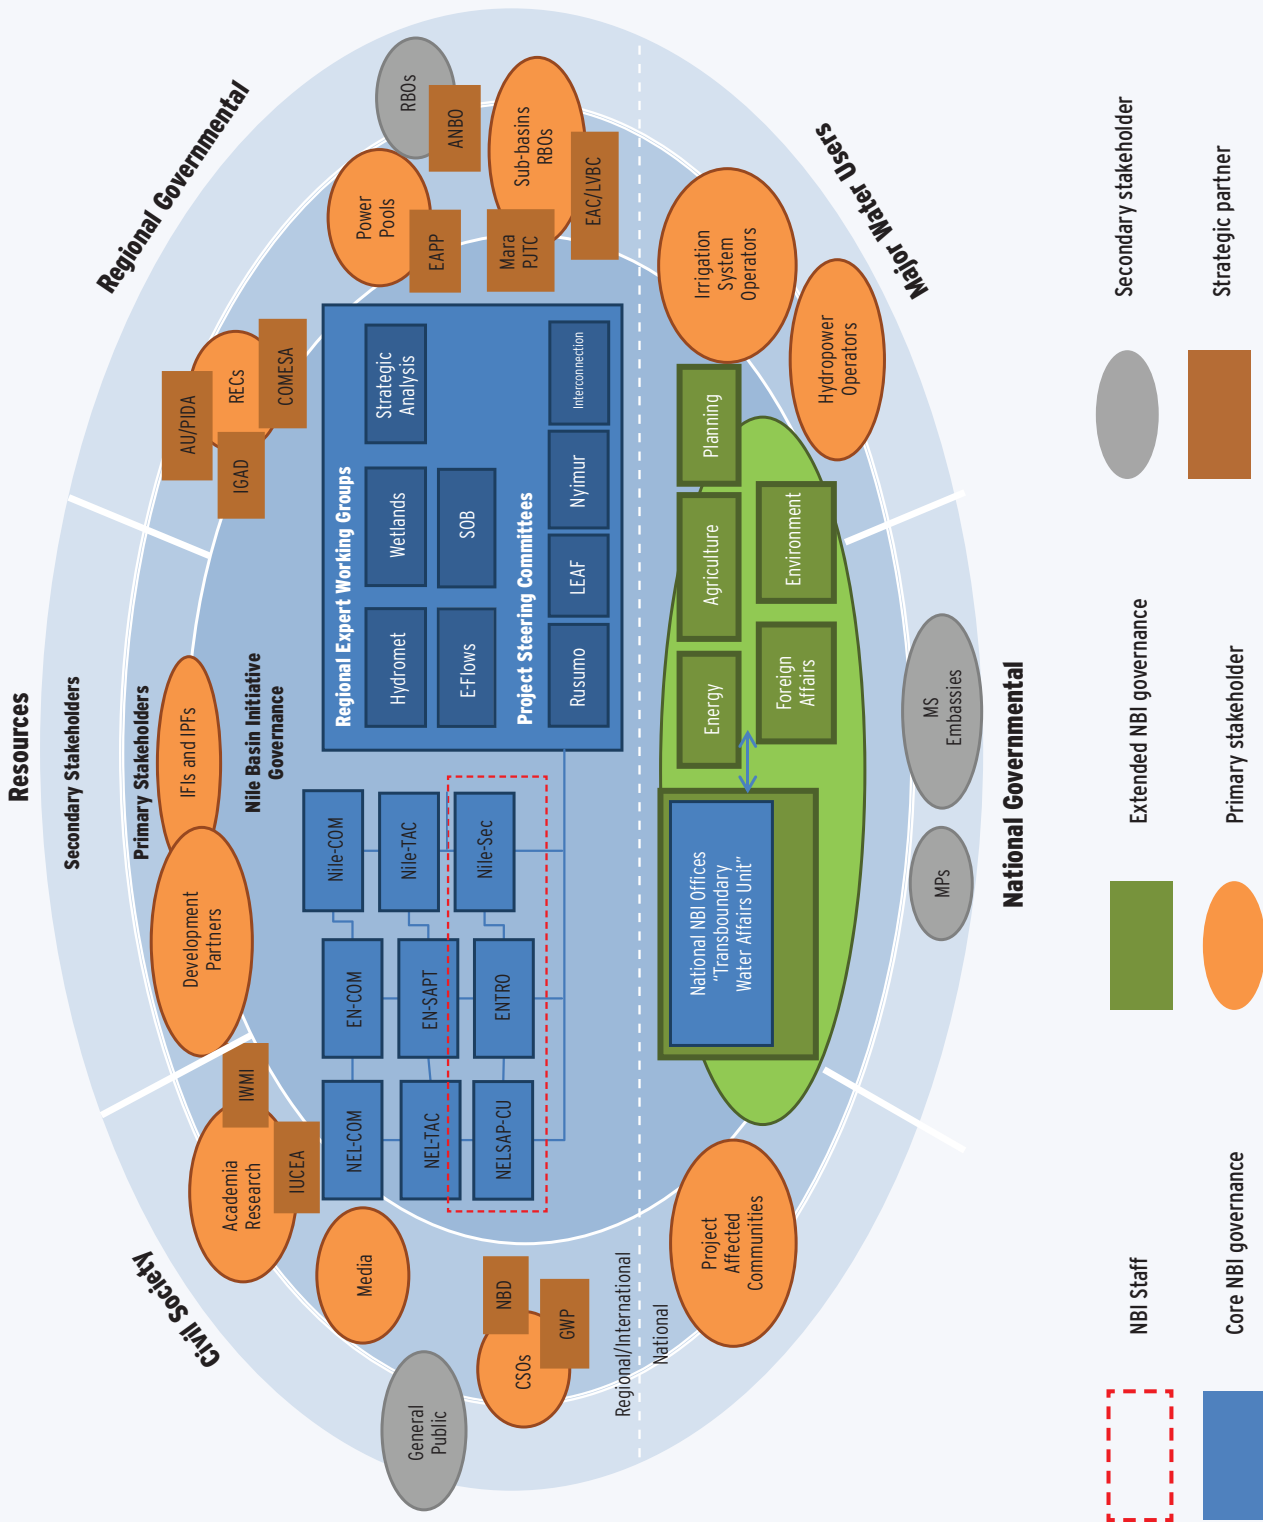 Resources
Secondary Stakeholders
Primary Stakeholders
Nile Basin Initiative
Governance
Civil Society
Regional Governmental
Major Water Users
National Governmental
Development
Partners
IFIs and IPFs
Academia
Research
IWMI
IUCEA
Media
General
Public
CSOs
NBD
GWP
AU/PIDA
RECs
IGAD
COMESA
Power
Pools
EAPP
RBOs
ANBO
Sub-basins
RBOs
Mara
PJTC
EAC/LVBC
NEL-COM
EN-COM
Nile-COM
NEL-TAC
EN-SAPT
Nile-TAC
NELSAP-CU
ENTRO
Nile-Sec
Regional Expert Working Groups
Hydromet
Wetlands
Strategic
Analysis
E-Flows
SOB
Project Steering Committees
Rusumo
LEAF
Nyimur
Interconnection
Regional/International
National
Project
Affected
Communities
National NBI Offices
"Transboundary
Water Affairs Unit"
Energy
Agriculture
Planning
Foreign
Affairs
Environment
Irrigation
System
Operators
Hydropower
Operators
MPs
MS
Embassies
NBI Staff
Extended NBI governance
Secondary stakeholder
Core NBI governance
Primary stakeholder
Strategic partner